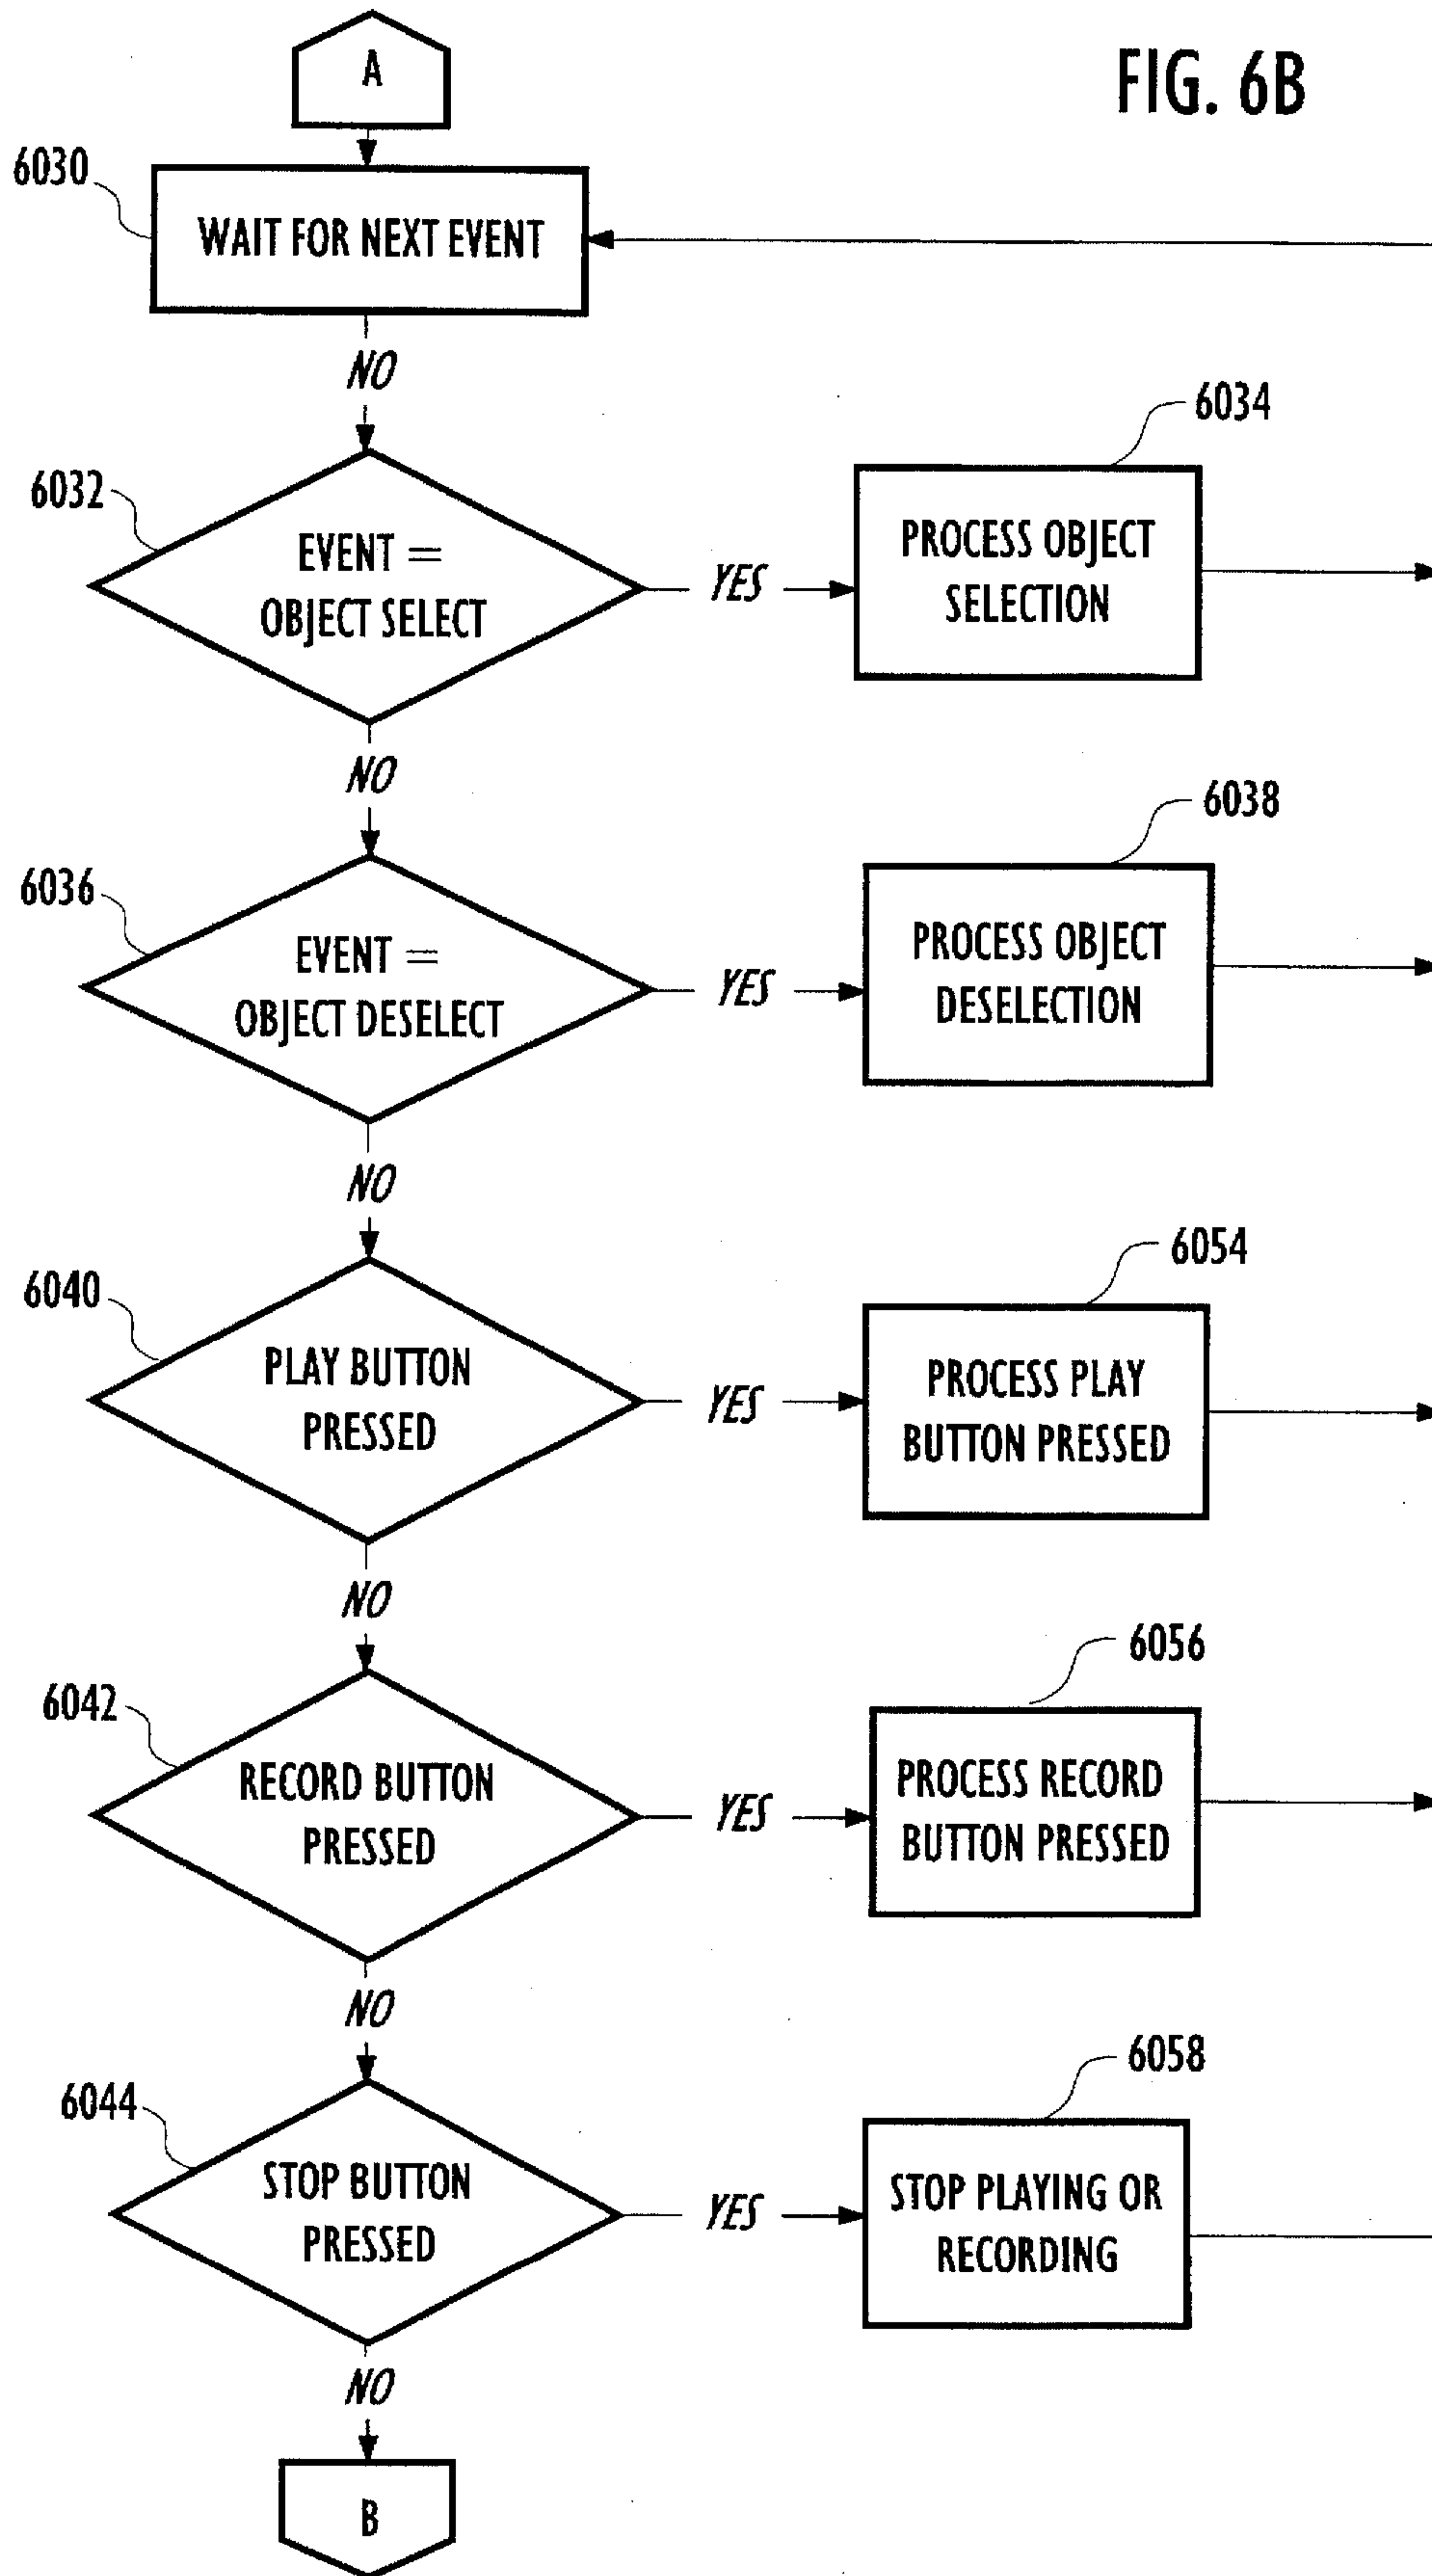 A
FIG. 6B
6030
WAIT FOR NEXT EVENT
NO
6032
EVENT =
OBJECT SELECT
YES
6034
PROCESS OBJECT
SELECTION
NO
6036
EVENT =
OBJECT DESELECT
YES
6038
PROCESS OBJECT
DESELECTION
NO
6040
PLAY BUTTON
PRESSED
YES
6054
PROCESS PLAY
BUTTON PRESSED
NO
6042
RECORD BUTTON
PRESSED
YES
6056
PROCESS RECORD
BUTTON PRESSED
NO
6044
STOP BUTTON
PRESSED
YES
6058
STOP PLAYING OR
RECORDING
NO
B